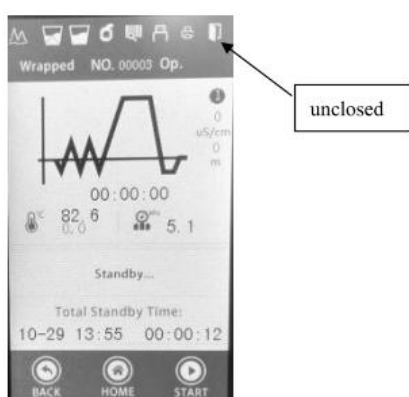 Wrapped NO. 00003 Op.
unclosed
0
uS/cm
0
m
00:00:00
°C 82.6 5.1
0.0
Standby...
Total Standby Time:
10-29 13:55 00:00:12
BACK HOME START